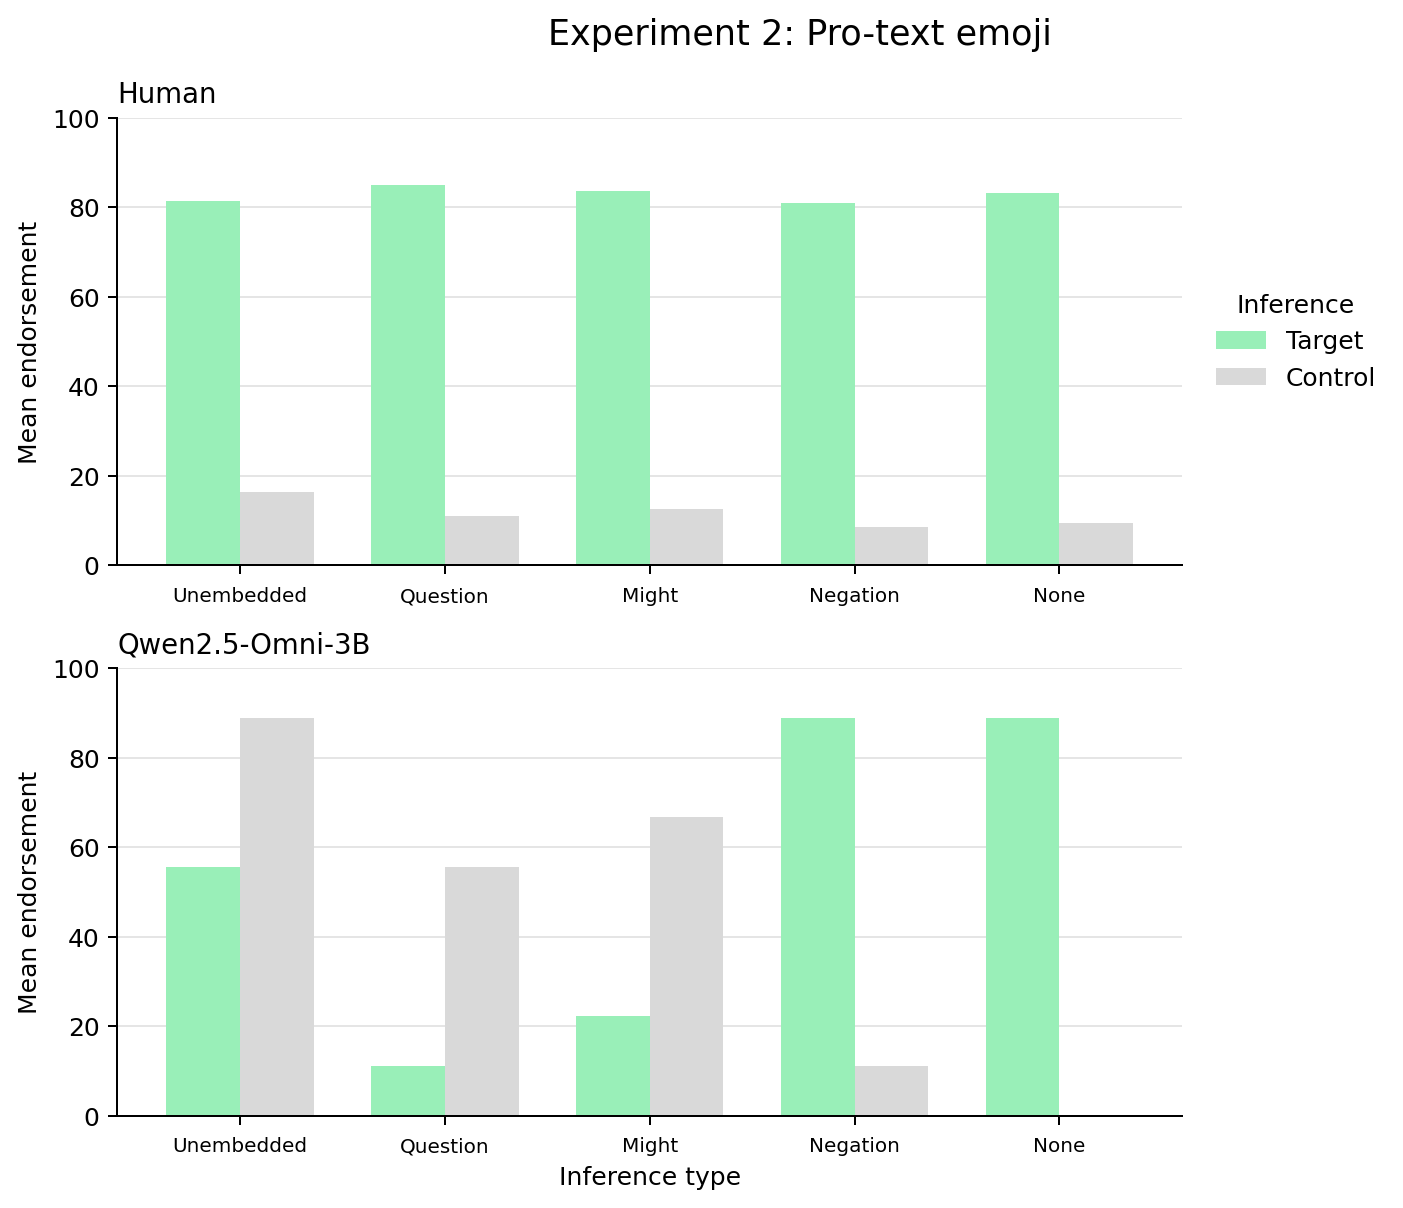 Experiment 2: Pro-text emoji
Human
Mean endorsement
100
80
60
40
20
0
Unembedded Question Might Negation None
Inference
Target
Control
Qwen2.5-Omni-3B
Mean endorsement
100
80
60
40
20
0
Unembedded Question Might Negation None
Inference type